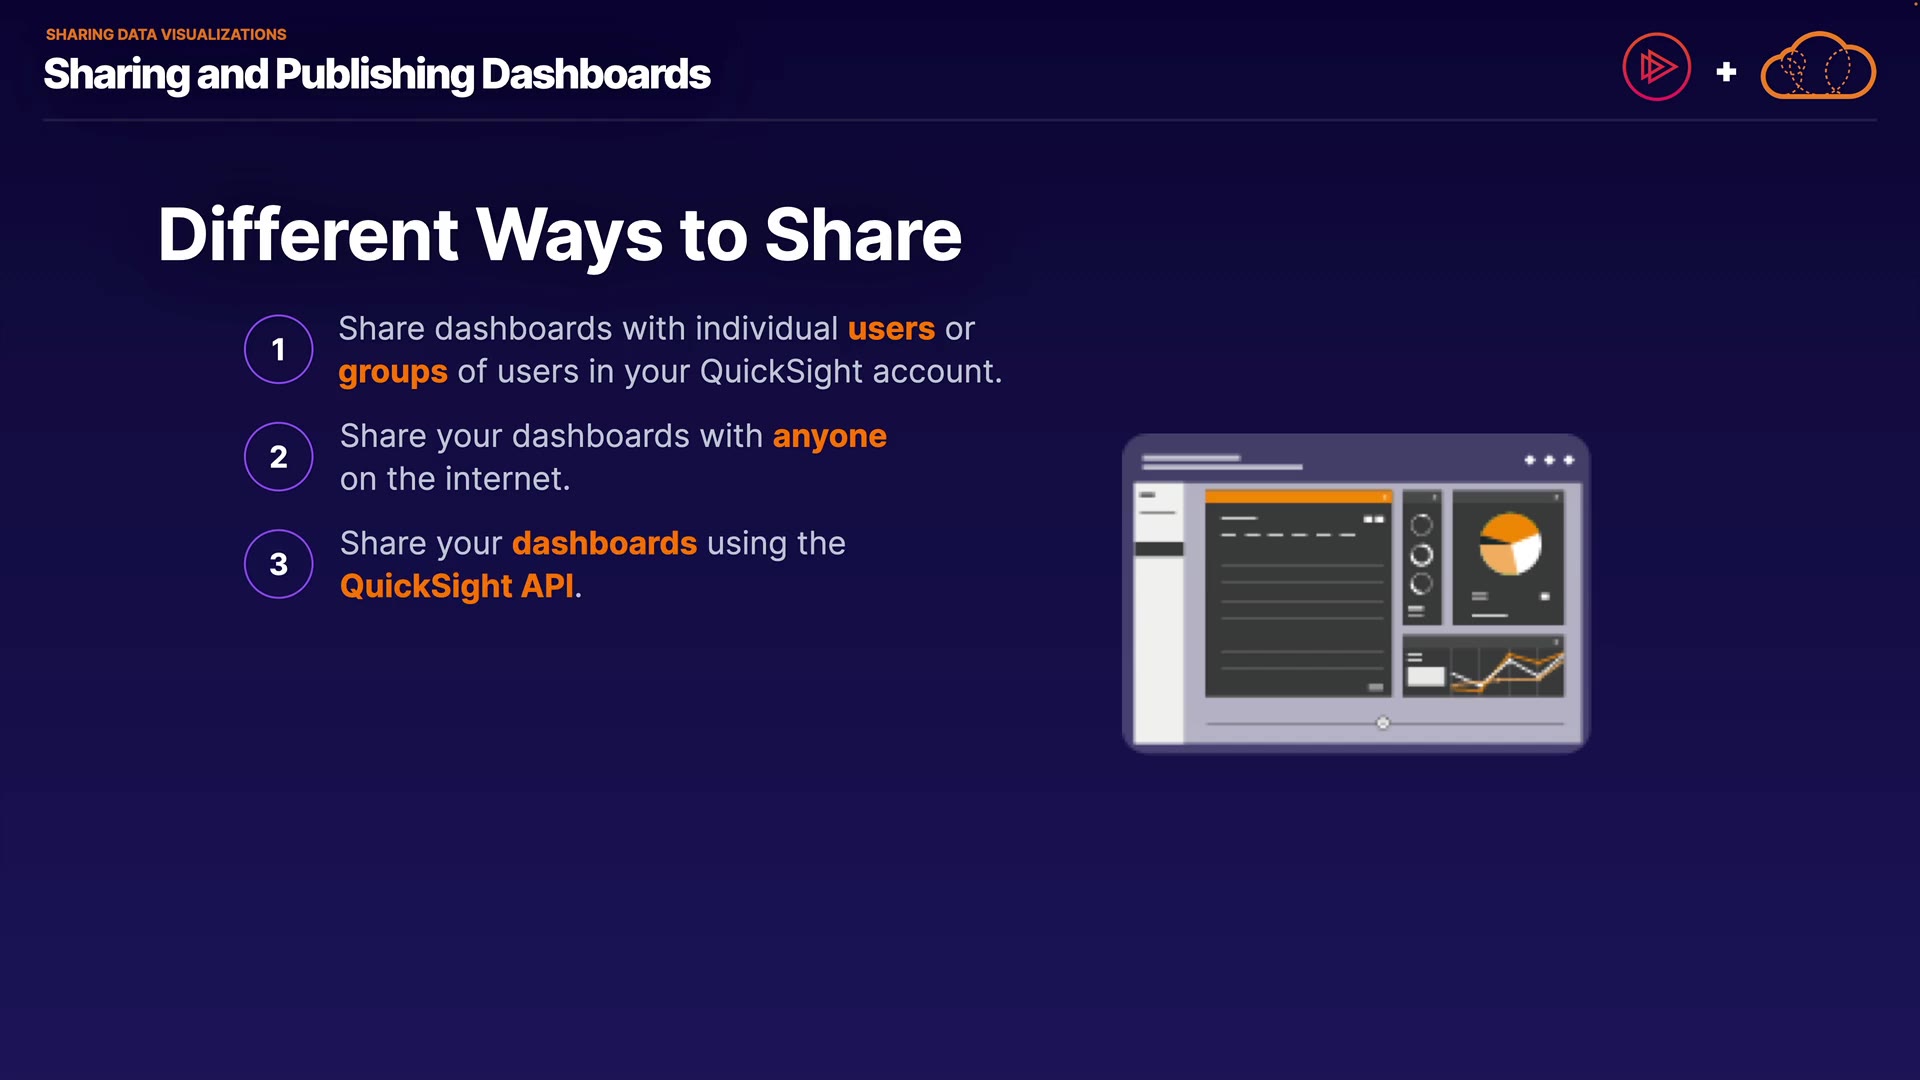 SHARING DATA VISUALIZATIONS
Sharing and Publishing Dashboards
+
Different Ways to Share
1
Share dashboards with individual users or
groups of users in your QuickSight account.
2
Share your dashboards with anyone
on the internet.
3
Share your dashboards using the
QuickSight API.